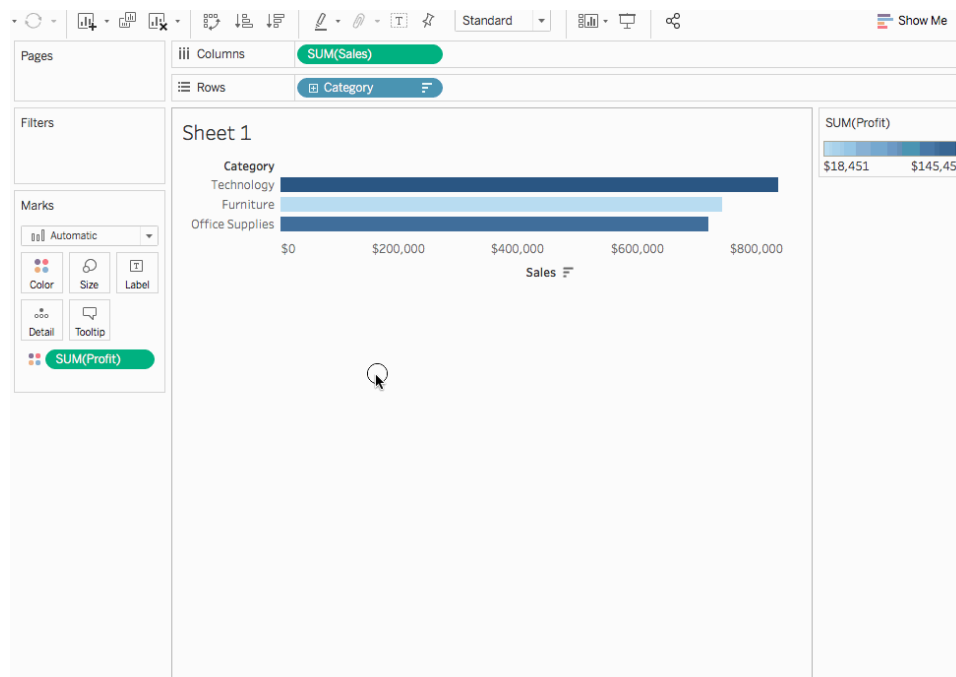 Standard
Show Me
Pages
Columns
SUM(Sales)
Rows
Category
Filters
Sheet 1
SUM(Profit)
$18,451
$145,45
Category
Technology
Furniture
Office Supplies
$0
$200,000
$400,000
$600,000
$800,000
Sales
Marks
Automatic
Color
Size
T
Label
Detail
Tooltip
SUM(Profit)